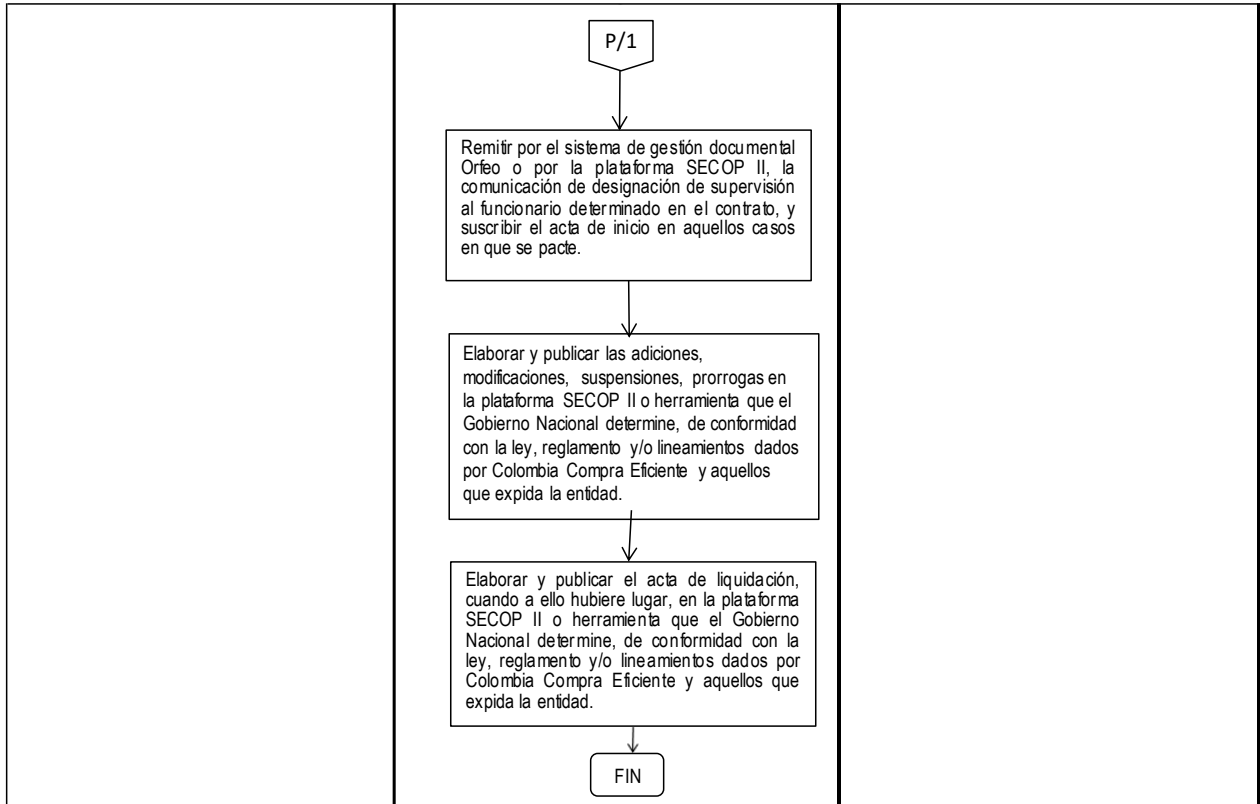 P/1
Remitir por el sistema de gestión documental
Orfeo o por la plataforma SECOP II, la
comunicación de designación de supervisión
al funcionario determinado en el contrato, y
suscribir el acta de inicio en aquellos casos
en que se pacte.
Elaborar y publicar las adiciones,
modificaciones, suspensiones, prorrogas en
la plataforma SECOP II o herramienta que el
Gobierno Nacional determine, de conformidad
con la ley, reglamento y/o lineamientos dados
por Colombia Compra Eficiente y aquellos
que expida la entidad.
Elaborar y publicar el acta de liquidación,
cuando a ello hubiere lugar, en la plataforma
SECOP II o herramienta que el Gobierno
Nacional determine, de conformidad con la
ley, reglamento y/o lineamientos dados por
Colombia Compra Eficiente y aquellos que
expida la entidad.
FIN